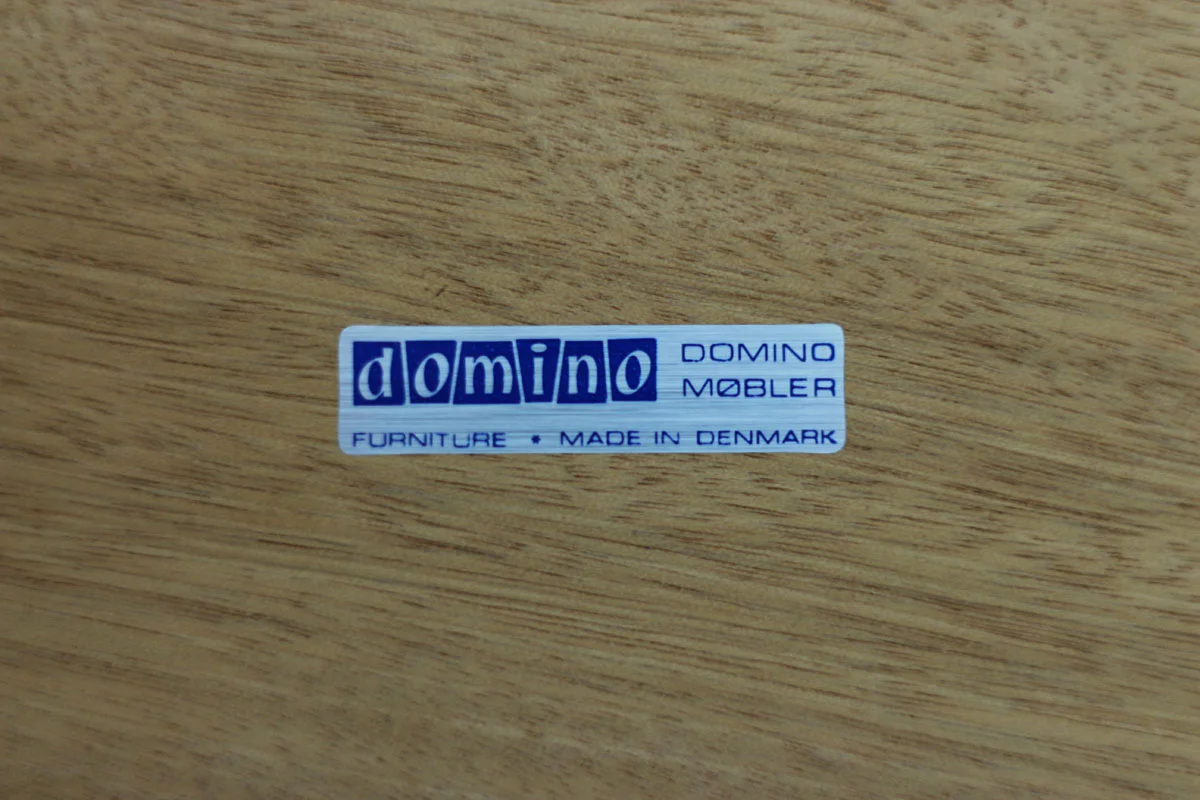 domino DOMINO
MØBLER
FURNITURE * MADE IN DENMARK